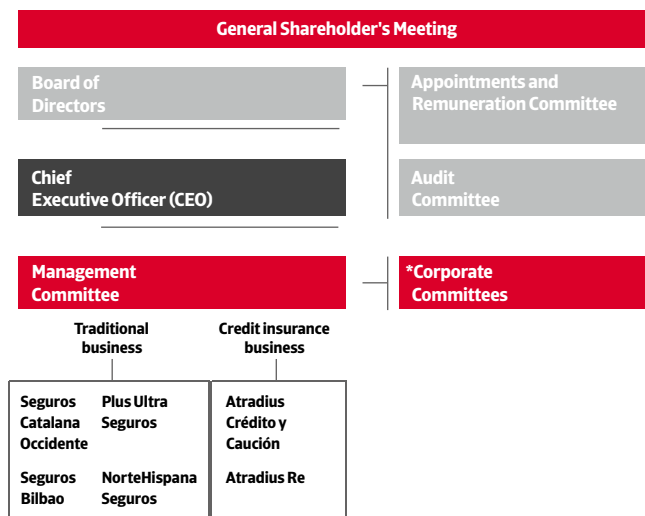 General Shareholder's Meeting
Board of
Directors
Appointments and
Remuneration Committee
Chief
Executive Officer (CEO)
Audit
Committee
Management
Committee
*Corporate
Committees
Traditional
business
Credit insurance
business
Seguros
Catalana
Occidente
Plus Ultra
Seguros
Atradius
Crédito y
Caución
Seguros
Bilbao
NorteHispana
Seguros
Atradius Re